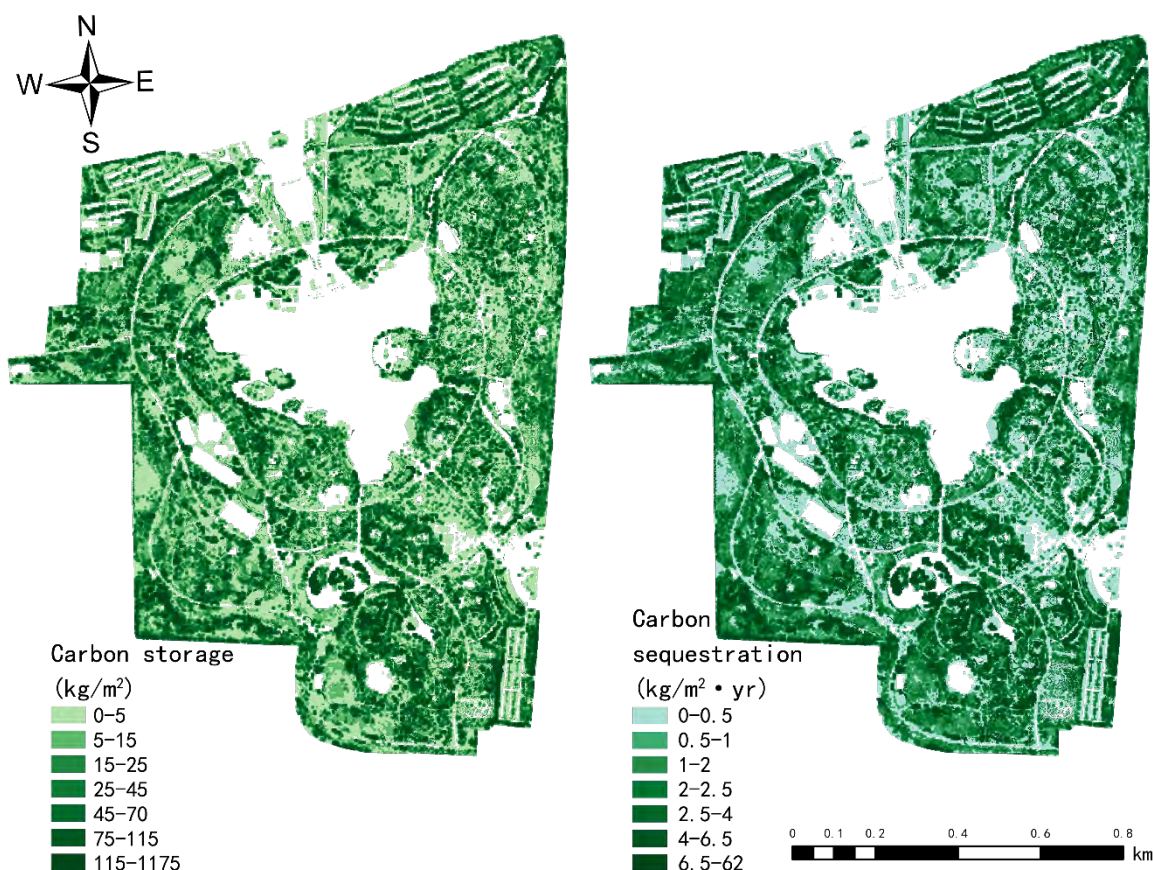 N
W E
S
Carbon storage
(kg/m²)
0-5
5-15
15-25
25-45
45-70
75-115
115-1175
Carbon
sequestration
(kg/m²·yr)
0-0.5
0.5-1
1-2
2-2.5
2.5-4
4-6.5
6.5-62
0 0.1 0.2 0.4 0.6 0.8
km